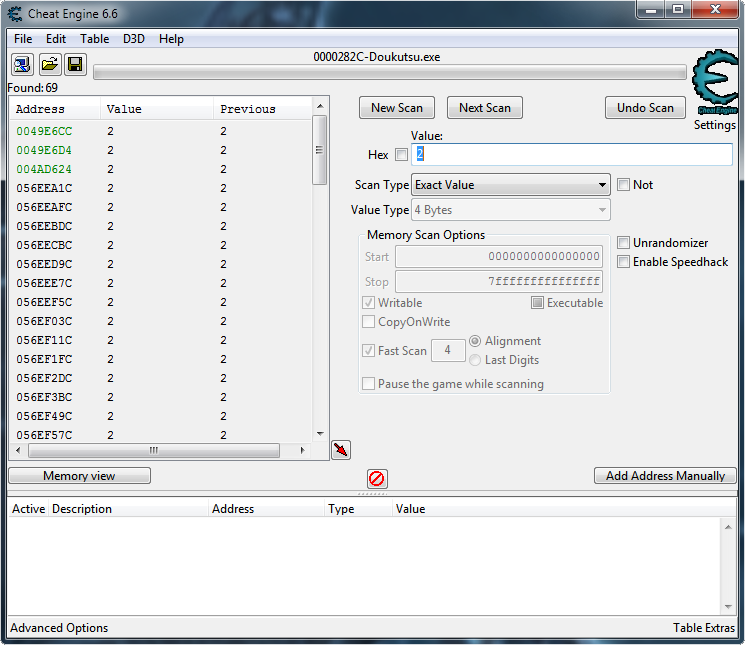 Cheat Engine 6.6
File Edit Table D3D Help
0000282C-Doukutsu.exe
Found:69
Address Value Previous
0049E6CC 2 2
0049E6D4 2 2
004AD624 2 2
056EEA1C 2 2
056EEAFC 2 2
056EEBDC 2 2
056EECBC 2 2
056EED9C 2 2
056EEE7C 2 2
056EEF5C 2 2
056EF03C 2 2
056EF11C 2 2
056EF1FC 2 2
056EF2DC 2 2
056EF3BC 2 2
056EF49C 2 2
056EF57C 2 2
New Scan Next Scan Undo Scan
Cheat Engine
Settings
Value:
Hex 2
Scan Type Exact Value Not
Value Type 4 Bytes
Memory Scan Options
Start 0000000000000000
Stop 7fffffffffffffff
Writable Executable
CopyOnWrite
Fast Scan 4 Alignment
Last Digits
Pause the game while scanning
Unrandomizer
Enable Speedhack
Memory view Add Address Manually
Active Description Address Type Value
Advanced Options Table Extras